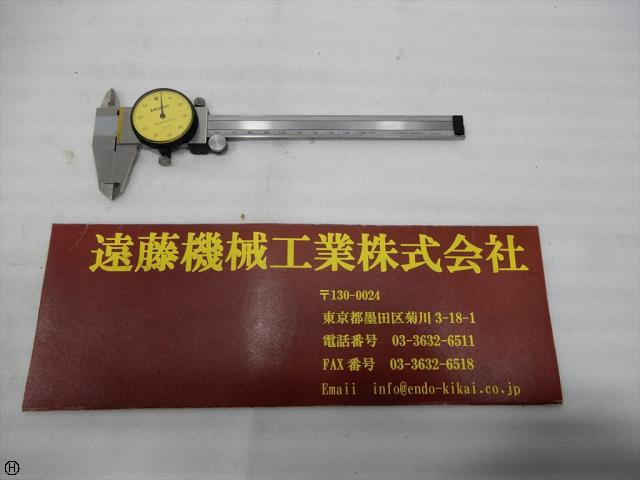 Mitutoyo
遠藤機械工業株式会社
〒130-0024
東京都墨田区菊川 3-18-1
電話番号 03-3632-6511
FAX 番号 03-3632-6518
Emaii info@endo-kikai.co.jp
H